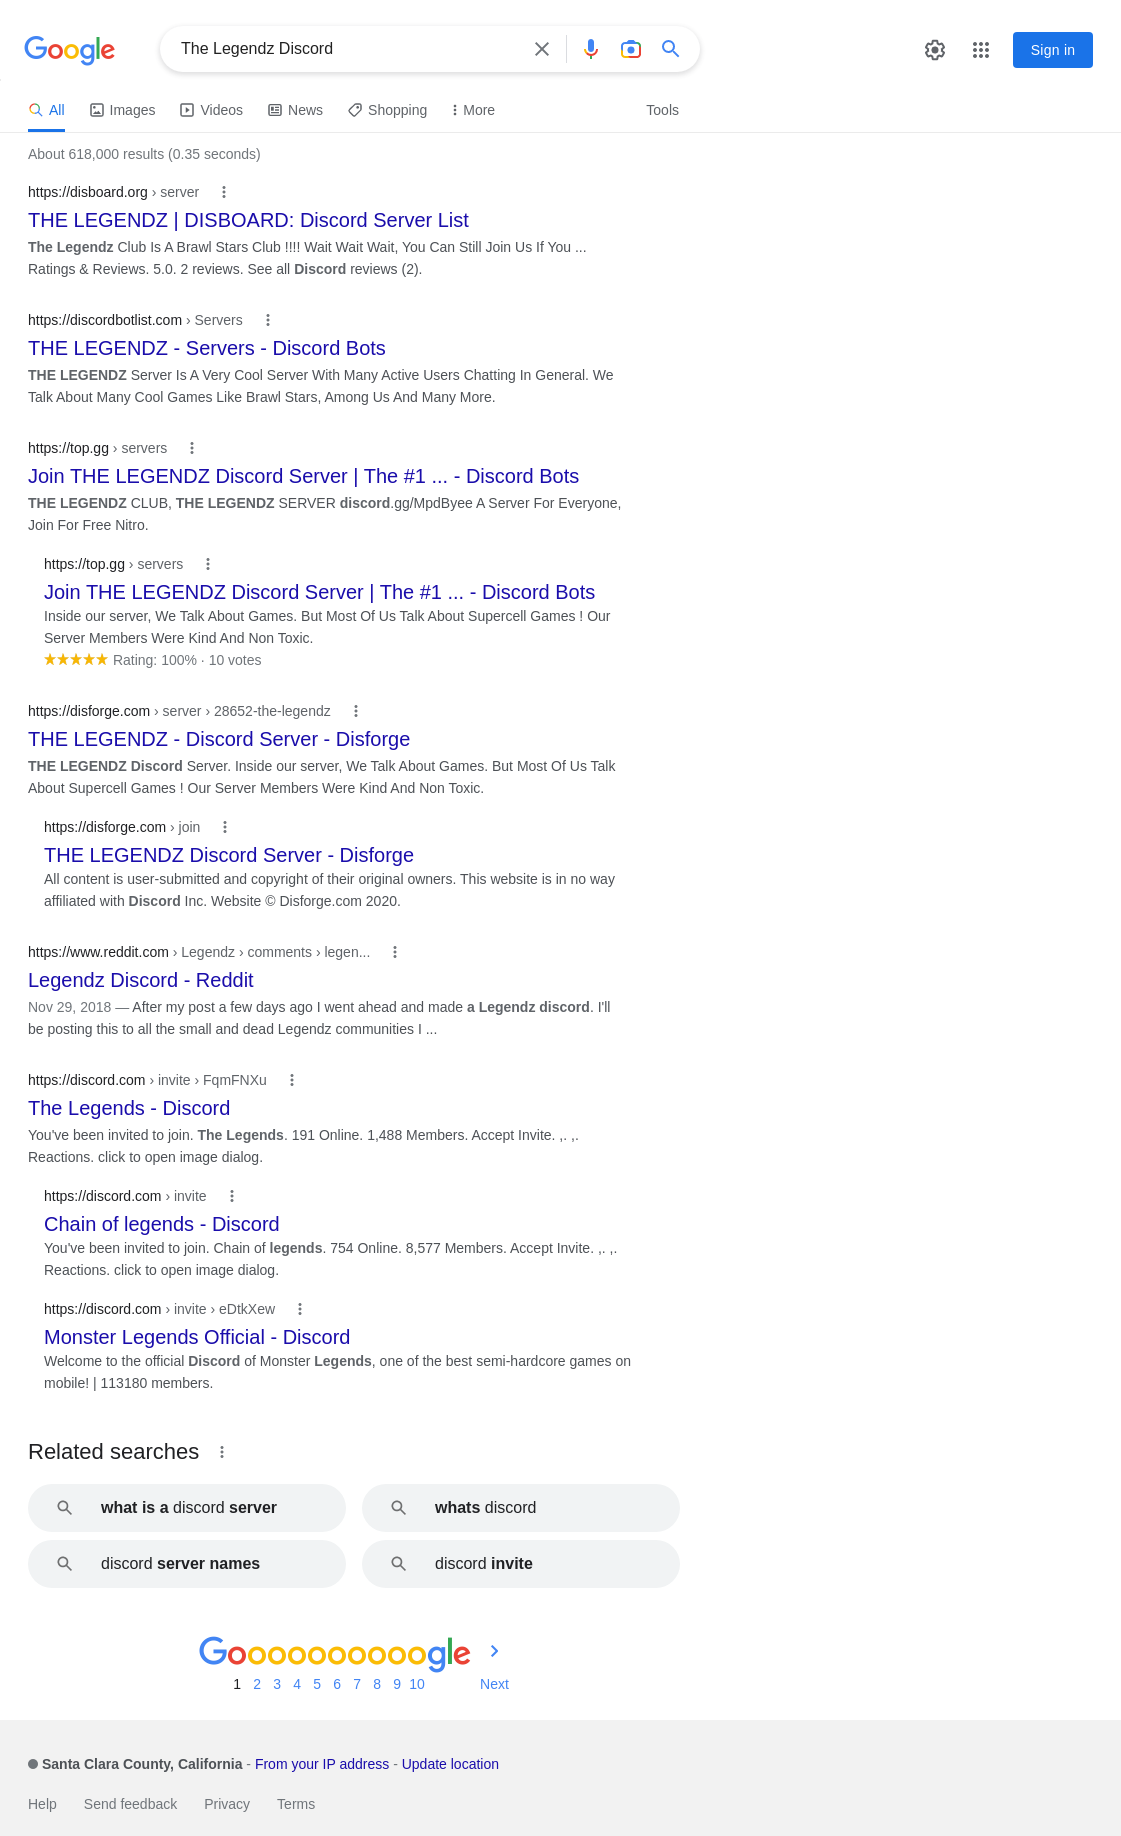 Google
The Legendz Discord
Sign in
All Images Videos News Shopping More Tools
About 618,000 results (0.35 seconds)
https://disboard.org › server
THE LEGENDZ | DISBOARD: Discord Server List
The Legendz Club Is A Brawl Stars Club !!!! Wait Wait Wait, You Can Still Join Us If You ...
Ratings & Reviews. 5.0. 2 reviews. See all Discord reviews (2).
https://discordbotlist.com › Servers
THE LEGENDZ - Servers - Discord Bots
THE LEGENDZ Server Is A Very Cool Server With Many Active Users Chatting In General. We
Talk About Many Cool Games Like Brawl Stars, Among Us And Many More.
https://top.gg › servers
Join THE LEGENDZ Discord Server | The #1 ... - Discord Bots
THE LEGENDZ CLUB, THE LEGENDZ SERVER discord.gg/MpdByee A Server For Everyone,
Join For Free Nitro.
https://top.gg › servers
Join THE LEGENDZ Discord Server | The #1 ... - Discord Bots
Inside our server, We Talk About Games. But Most Of Us Talk About Supercell Games ! Our
Server Members Were Kind And Non Toxic.
Rating: 100% · 10 votes
https://disforge.com › server › 28652-the-legendz
THE LEGENDZ - Discord Server - Disforge
THE LEGENDZ Discord Server. Inside our server, We Talk About Games. But Most Of Us Talk
About Supercell Games ! Our Server Members Were Kind And Non Toxic.
https://disforge.com › join
THE LEGENDZ Discord Server - Disforge
All content is user-submitted and copyright of their original owners. This website is in no way
affiliated with Discord Inc. Website © Disforge.com 2020.
https://www.reddit.com › Legendz › comments › legen...
Legendz Discord - Reddit
Nov 29, 2018 — After my post a few days ago I went ahead and made a Legendz discord. I'll
be posting this to all the small and dead Legendz communities I ...
https://discord.com › invite › FqmFNXu
The Legends - Discord
You've been invited to join. The Legends. 191 Online. 1,488 Members. Accept Invite. ,. ,.
Reactions. click to open image dialog.
https://discord.com › invite
Chain of legends - Discord
You've been invited to join. Chain of legends. 754 Online. 8,577 Members. Accept Invite. ,. ,.
Reactions. click to open image dialog.
https://discord.com › invite › eDtkXew
Monster Legends Official - Discord
Welcome to the official Discord of Monster Legends, one of the best semi-hardcore games on
mobile! | 113180 members.
Related searches
what is a discord server
whats discord
discord server names
discord invite
Goooooooooogle
1 2 3 4 5 6 7 8 9 10 Next
Santa Clara County, California - From your IP address - Update location
Help Send feedback Privacy Terms